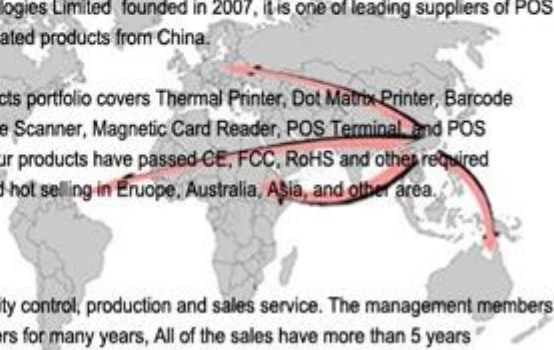 logies Limited founded in 2007, it is one of leading suppliers of POS
ated products from China.
cts portfolio covers Thermal Printer, Dot Matrix Printer, Barcode
e Scanner, Magnetic Card Reader, POS Terminal, and POS
ur products have passed CE, FCC, RoHS and other required
d hot selling in Eruope, Australia, Asia, and other area.
ity control, production and sales service. The management members
ers for many years, All of the sales have more than 5 years